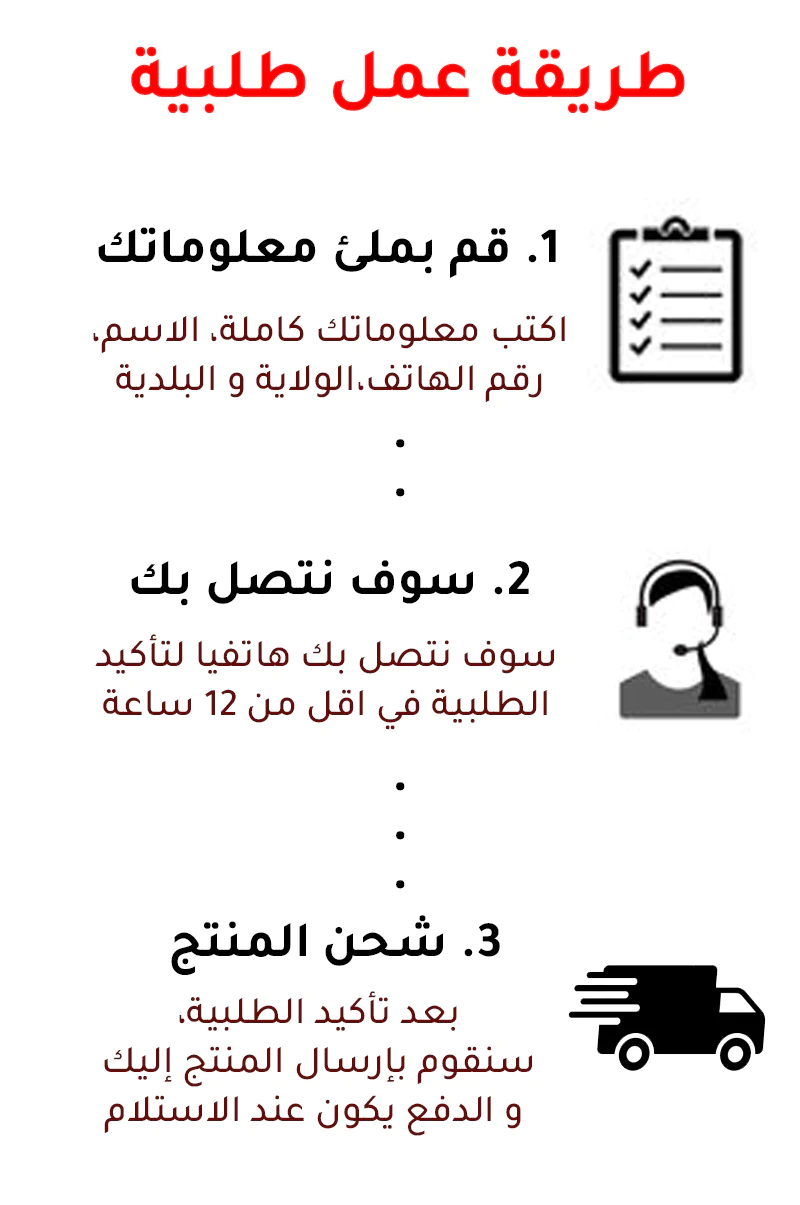 طريقة عمل طلبية
1. قم بملئ معلوماتك
اكتب معلوماتك كاملة، الاسم،
رقم الهاتف،الولاية و البلدية
.
.
2. سوف نتصل بك
سوف نتصل بك هاتفيا لتأكيد
الطلبية في اقل من 12 ساعة
.
.
.
3. شحن المنتج
بعد تأكيد الطلبية،
سنقوم بإرسال المنتج إليك
و الدفع يكون عند الاستلام